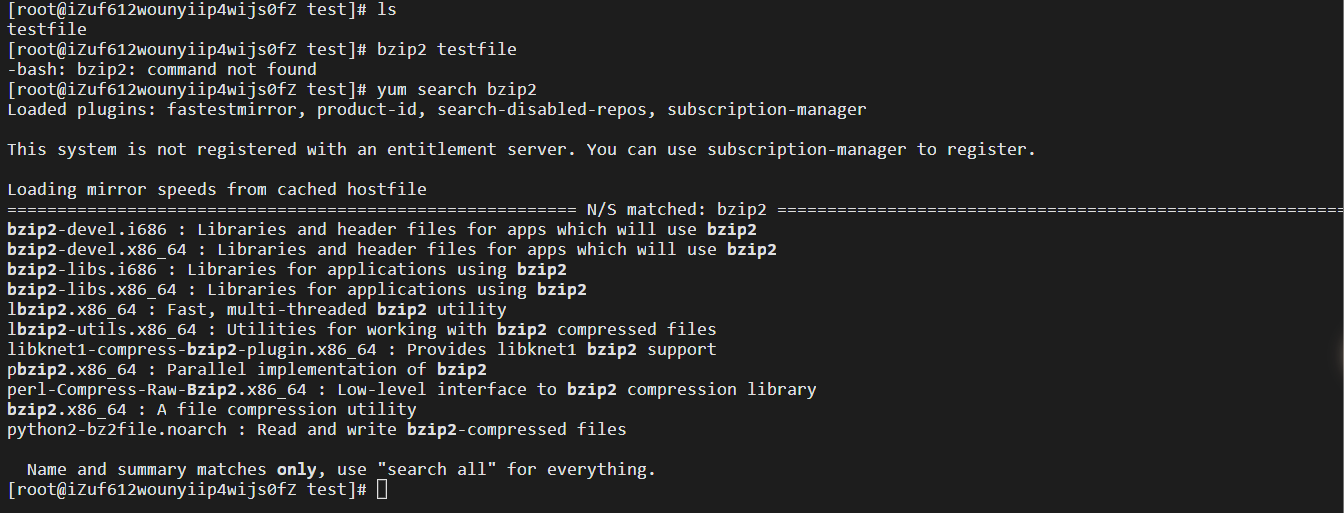 [root@iZuf612wounyiip4wijs0fZ test]# ls
testfile
[root@iZuf612wounyiip4wijs0fZ test]# bzip2 testfile
-bash: bzip2: command not found
[root@iZuf612wounyiip4wijs0fZ test]# yum search bzip2
Loaded plugins: fastestmirror, product-id, search-disabled-repos, subscription-manager
This system is not registered with an entitlement server. You can use subscription-manager to register.
Loading mirror speeds from cached hostfile
========================================================= N/S matched: bzip2 =========================================================
bzip2-devel.i686 : Libraries and header files for apps which will use bzip2
bzip2-devel.x86_64 : Libraries and header files for apps which will use bzip2
bzip2-libs.i686 : Libraries for applications using bzip2
bzip2-libs.x86_64 : Libraries for applications using bzip2
lbzip2.x86_64 : Fast, multi-threaded bzip2 utility
lbzip2-utils.x86_64 : Utilities for working with bzip2 compressed files
libknet1-compress-bzip2-plugin.x86_64 : Provides libknet1 bzip2 support
pbzip2.x86_64 : Parallel implementation of bzip2
perl-Compress-Raw-Bzip2.x86_64 : Low-level interface to bzip2 compression library
bzip2.x86_64 : A file compression utility
python2-bz2file.noarch : Read and write bzip2-compressed files
  Name and summary matches only, use "search all" for everything.
[root@iZuf612wounyiip4wijs0fZ test]#